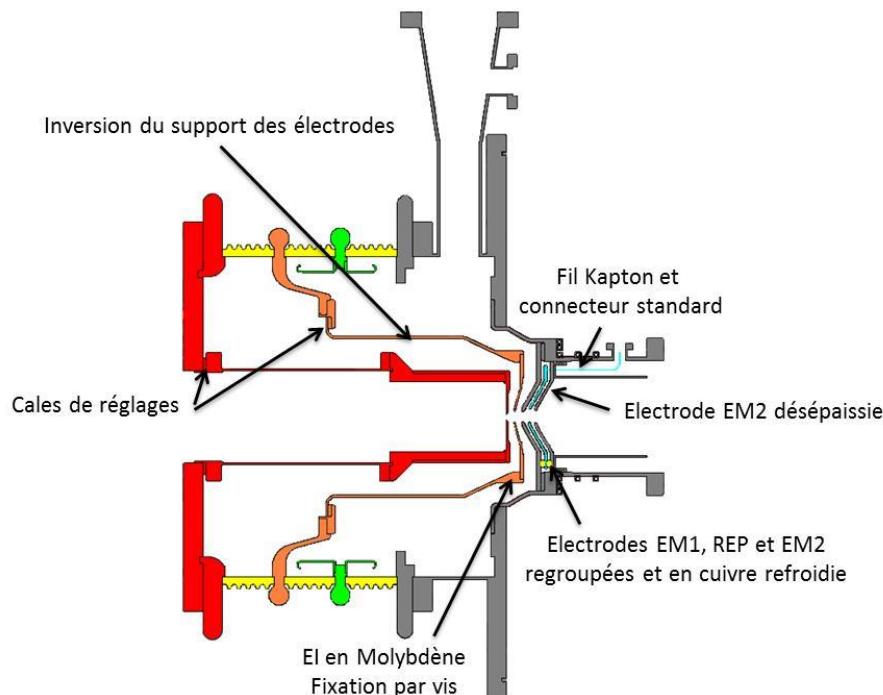 Inversion du support des électrodes
Fil Kapton et
connecteur standard
Cales de réglages
Electrode EM2 désépaissie
Electrodes EM1, REP et EM2
regroupées et en cuivre refroidie
EI en Molybdène
Fixation par vis